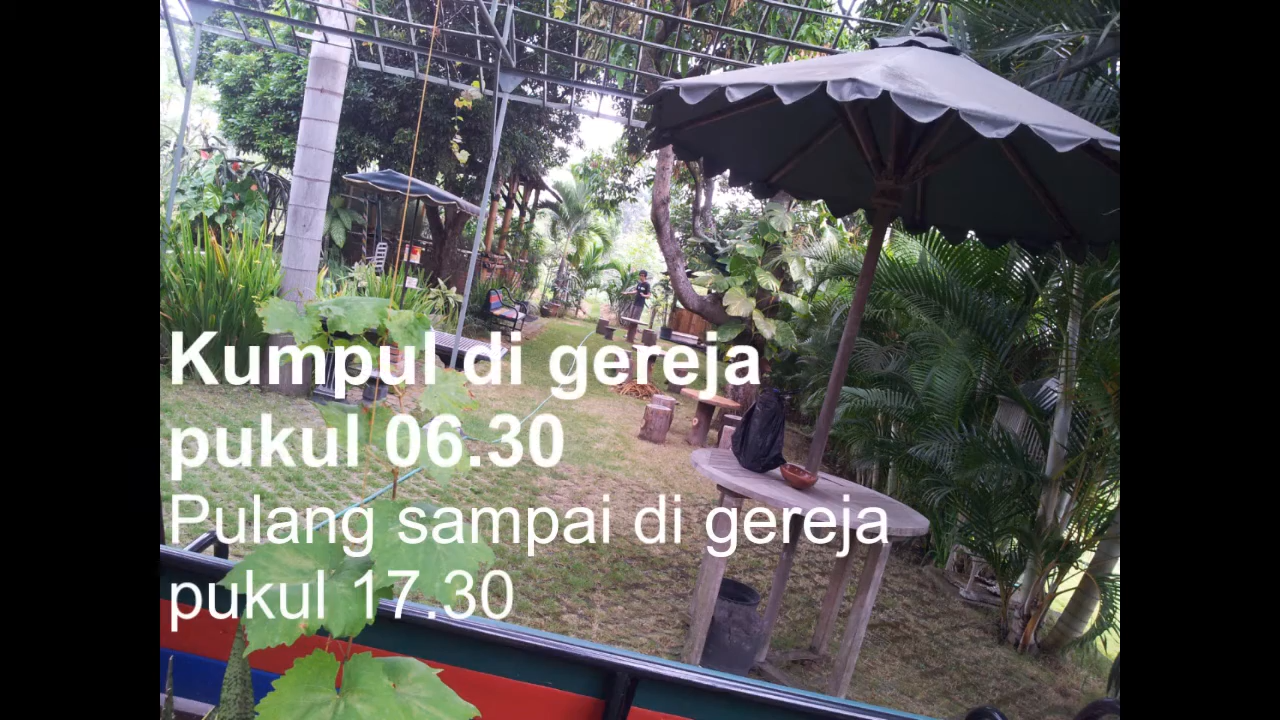 Kumpul di gereja
pukul 06.30
Pulang sampai di gereja
pukul 17.30